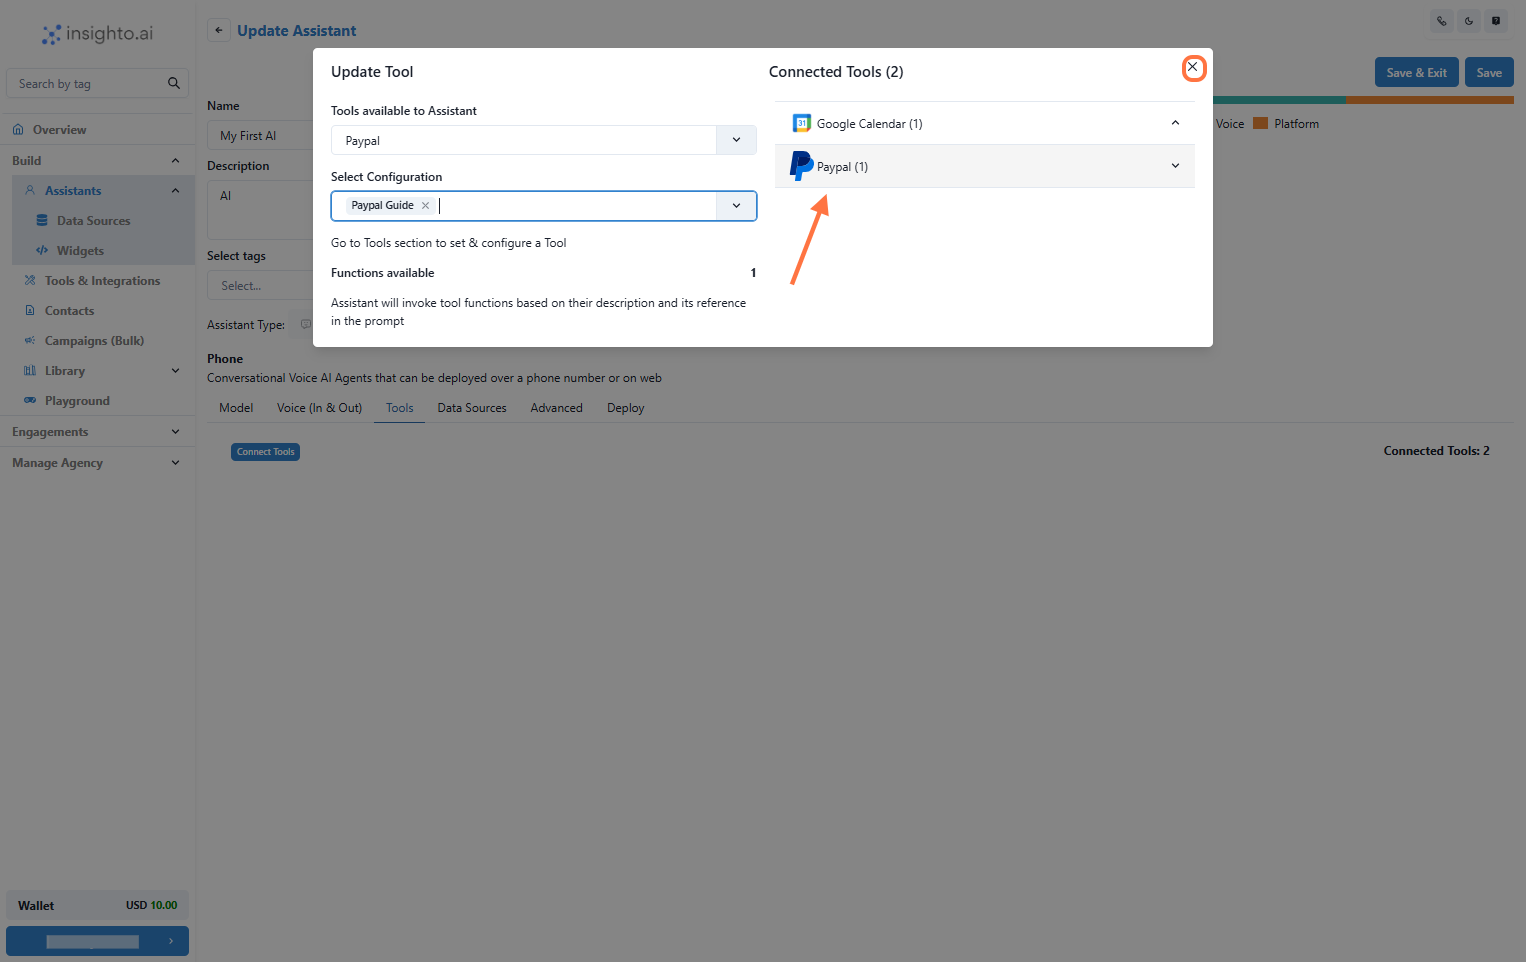 insighto.ai
Search by tag
Overview
Build
Assistants
Data Sources
Widgets
Tools & Integrations
Contacts
Campaigns (Bulk)
Library
Playground
Engagements
Manage Agency
Wallet
USD 10.00
Update Assistant
Save & Exit
Save
Voice
Platform
Name
My First AI
Description
AI
Select tags
Select...
Assistant Type:
Phone
Conversational Voice AI Agents that can be deployed over a phone number or on web
Model
Voice (In & Out)
Tools
Data Sources
Advanced
Deploy
Connect Tools
Connected Tools: 2
Update Tool
Tools available to Assistant
Paypal
Select Configuration
Paypal Guide
Go to Tools section to set & configure a Tool
Functions available
1
Assistant will invoke tool functions based on their description and its reference
in the prompt
Connected Tools (2)
31
Google Calendar (1)
Paypal (1)